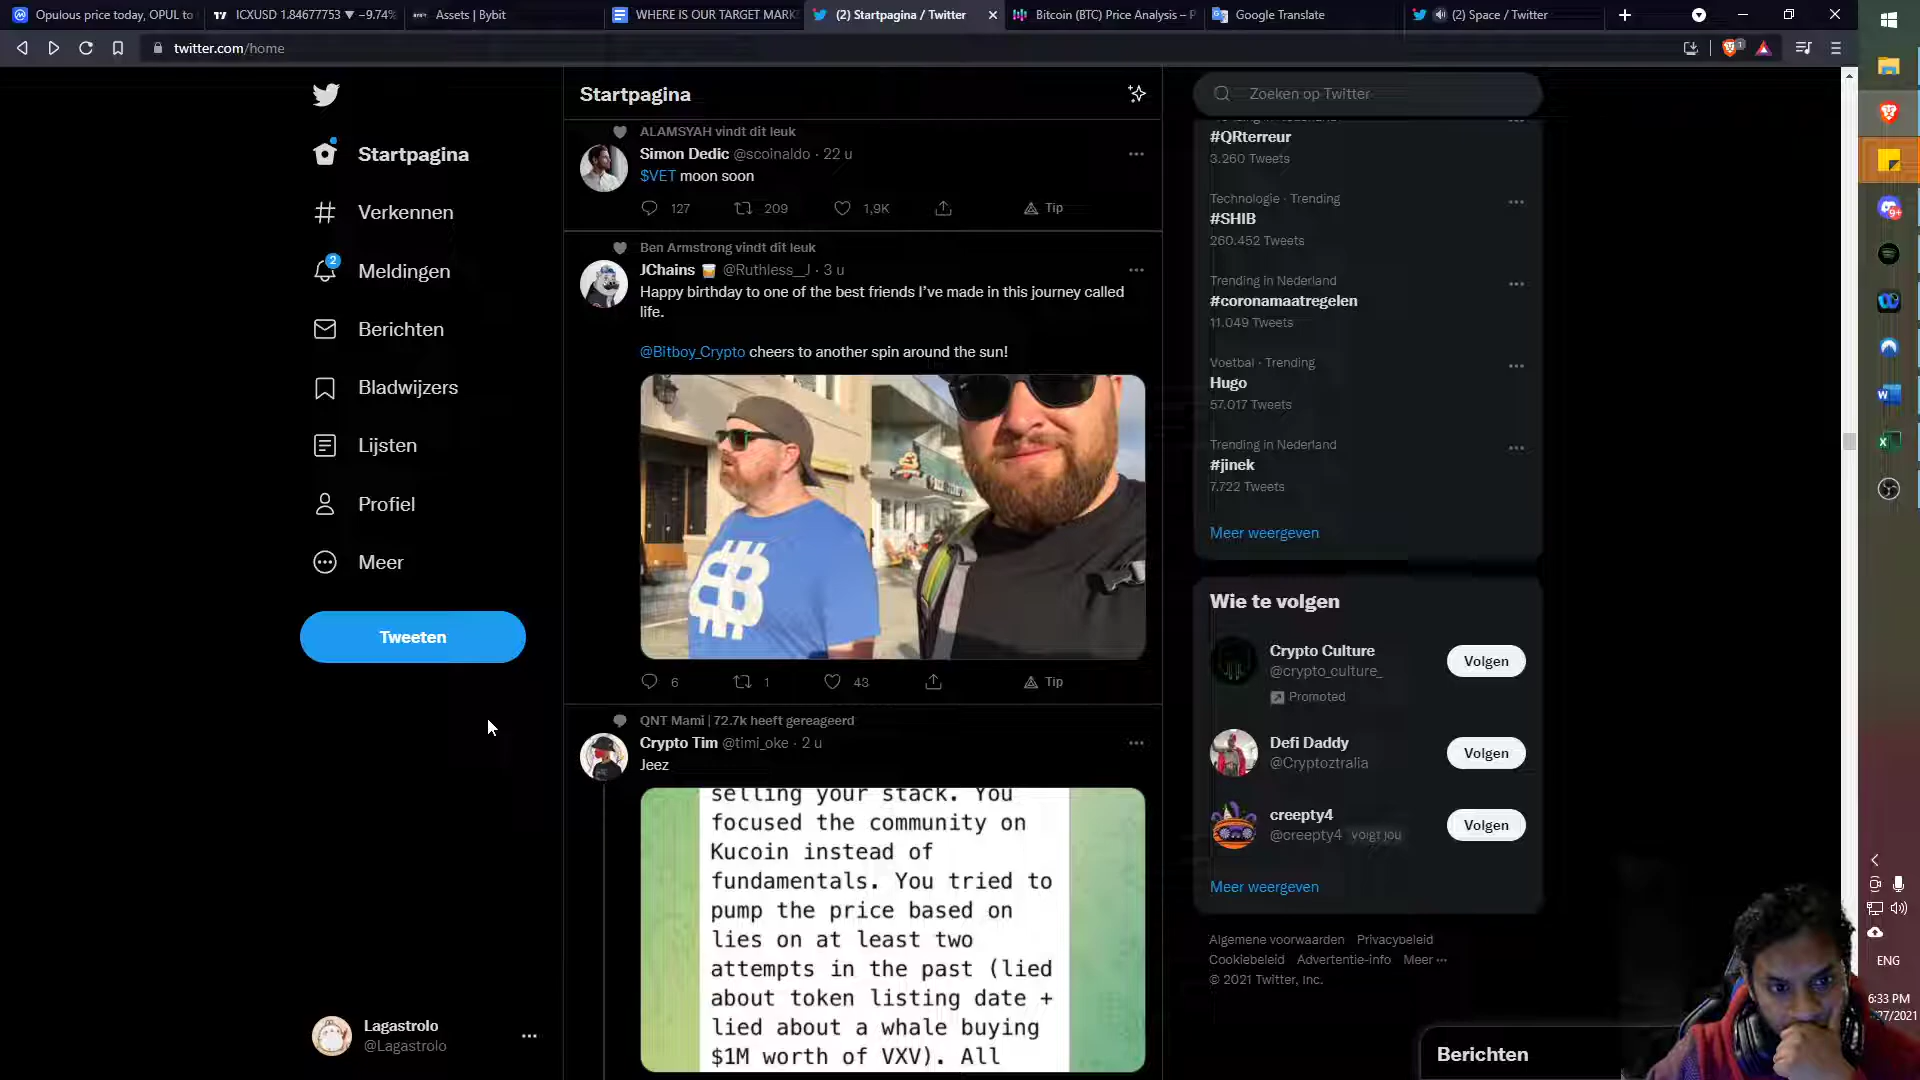 Opulous price today, OPUL to
ICXUSD 1.84677753 ▼ −9.74%
Assets | Bybit
WHERE IS OUR TARGET MARK
(2) Startpagina / Twitter
Bitcoin (BTC) Price Analysis –
Google Translate
(2) Space / Twitter
twitter.com/home
Startpagina
Verkennen
2
Meldingen
Berichten
Bladwijzers
Lijsten
Profiel
Meer
Tweeten
Lagastrolo
@Lagastrolo
Startpagina
ALAMSYAH vindt dit leuk
Simon Dedic @scoinaldo · 22 u
$VET moon soon
127 209 1,9K Tip
Ben Armstrong vindt dit leuk
JChains @Ruthless__J · 3 u
Happy birthday to one of the best friends I've made in this journey called
life.
@Bitboy_Crypto cheers to another spin around the sun!
6 1 43 Tip
QNT Mami | 72.7k heeft gereageerd
Crypto Tim @timi_oke · 2 u
Jeez
selling your stack. You
focused the community on
Kucoin instead of
fundamentals. You tried to
pump the price based on
lies on at least two
attempts in the past (lied
about token listing date +
lied about a whale buying
$1M worth of VXV). All
Zoeken op Twitter
#QRterreur
3.260 Tweets
Technologie · Trending
#SHIB
260.452 Tweets
Trending in Nederland
#coronamaatregelen
11.049 Tweets
Voetbal · Trending
Hugo
57.017 Tweets
Trending in Nederland
#jinek
7.722 Tweets
Meer weergeven
Wie te volgen
Crypto Culture
@crypto_culture_
Promoted
Volgen
Defi Daddy
@Cryptoztralia
Volgen
creepty4
@creepty4 Volgt jou
Volgen
Meer weergeven
Algemene voorwaarden Privacybeleid
Cookiebeleid Advertentie-info Meer ···
© 2021 Twitter, Inc.
Berichten
9+
ENG
6:33 PM
/27/2021